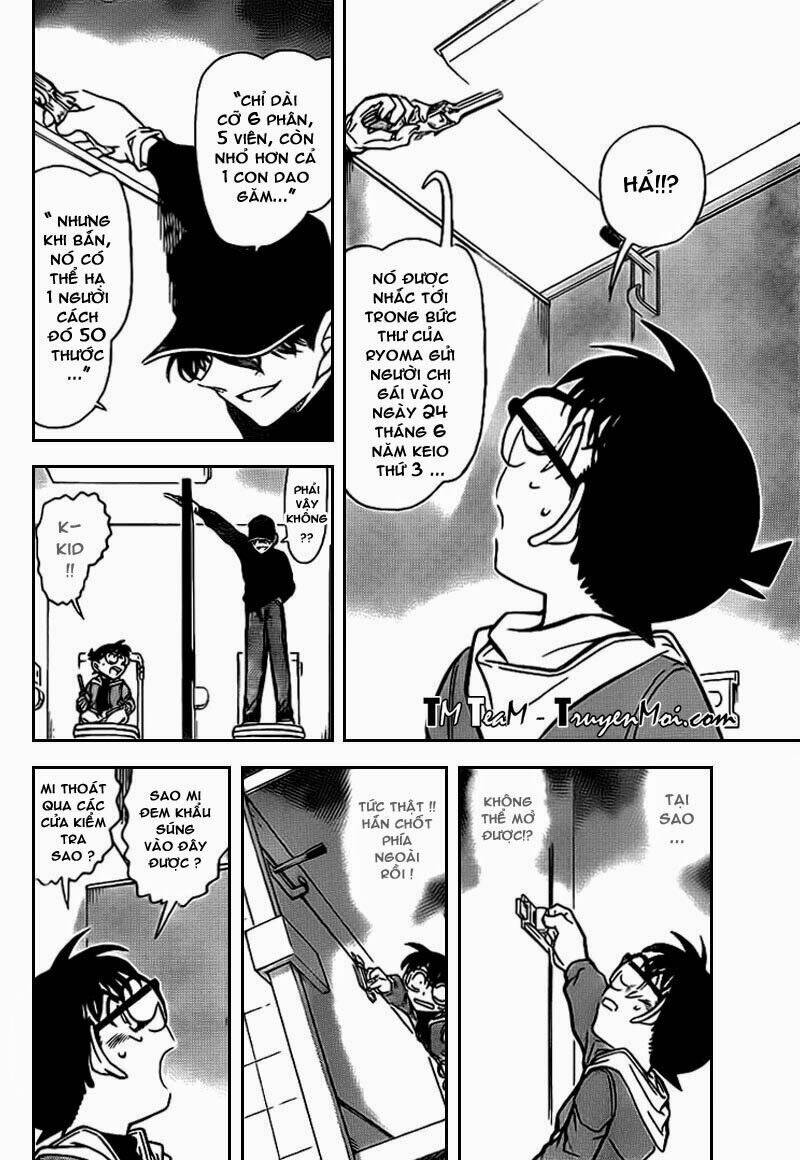 HẢ!!?
NÓ ĐƯỢC
NHẮC TỚI
TRONG BỨC
THƯ CỦA
RYOMA GỬI
NGƯỜI CHỊ
GÁI VÀO
NGÀY 24
THÁNG 6
NĂM KEIO
THỨ 3 ...
"CHỈ DÀI
CỠ 6 PHÂN,
5 VIÊN, CÒN
NHỎ HƠN CẢ
1 CON DAO
GĂM..."
" NHƯNG
KHI BẮN,
NÓ CÓ
THỂ HẠ
1 NGƯỜI
CÁCH
ĐÓ 50
THƯỚC
..."
PHẢI
VẬY
KHÔNG
??
K-
KID
!!
TM TEAM - TRUYENMOI.COM
TẠI
SAO
...
KHÔNG
THỂ MỞ
ĐƯỢC!?
TỨC THẬT !!
HẮN CHỐT
PHÍA
NGOÀI
RỒI !
SAO MI
ĐEM KHẨU
SÚNG
VÀO ĐÂY
ĐƯỢC ?
MI THOÁT
QUA CÁC
CỬA KIỂM
TRA
SAO ?